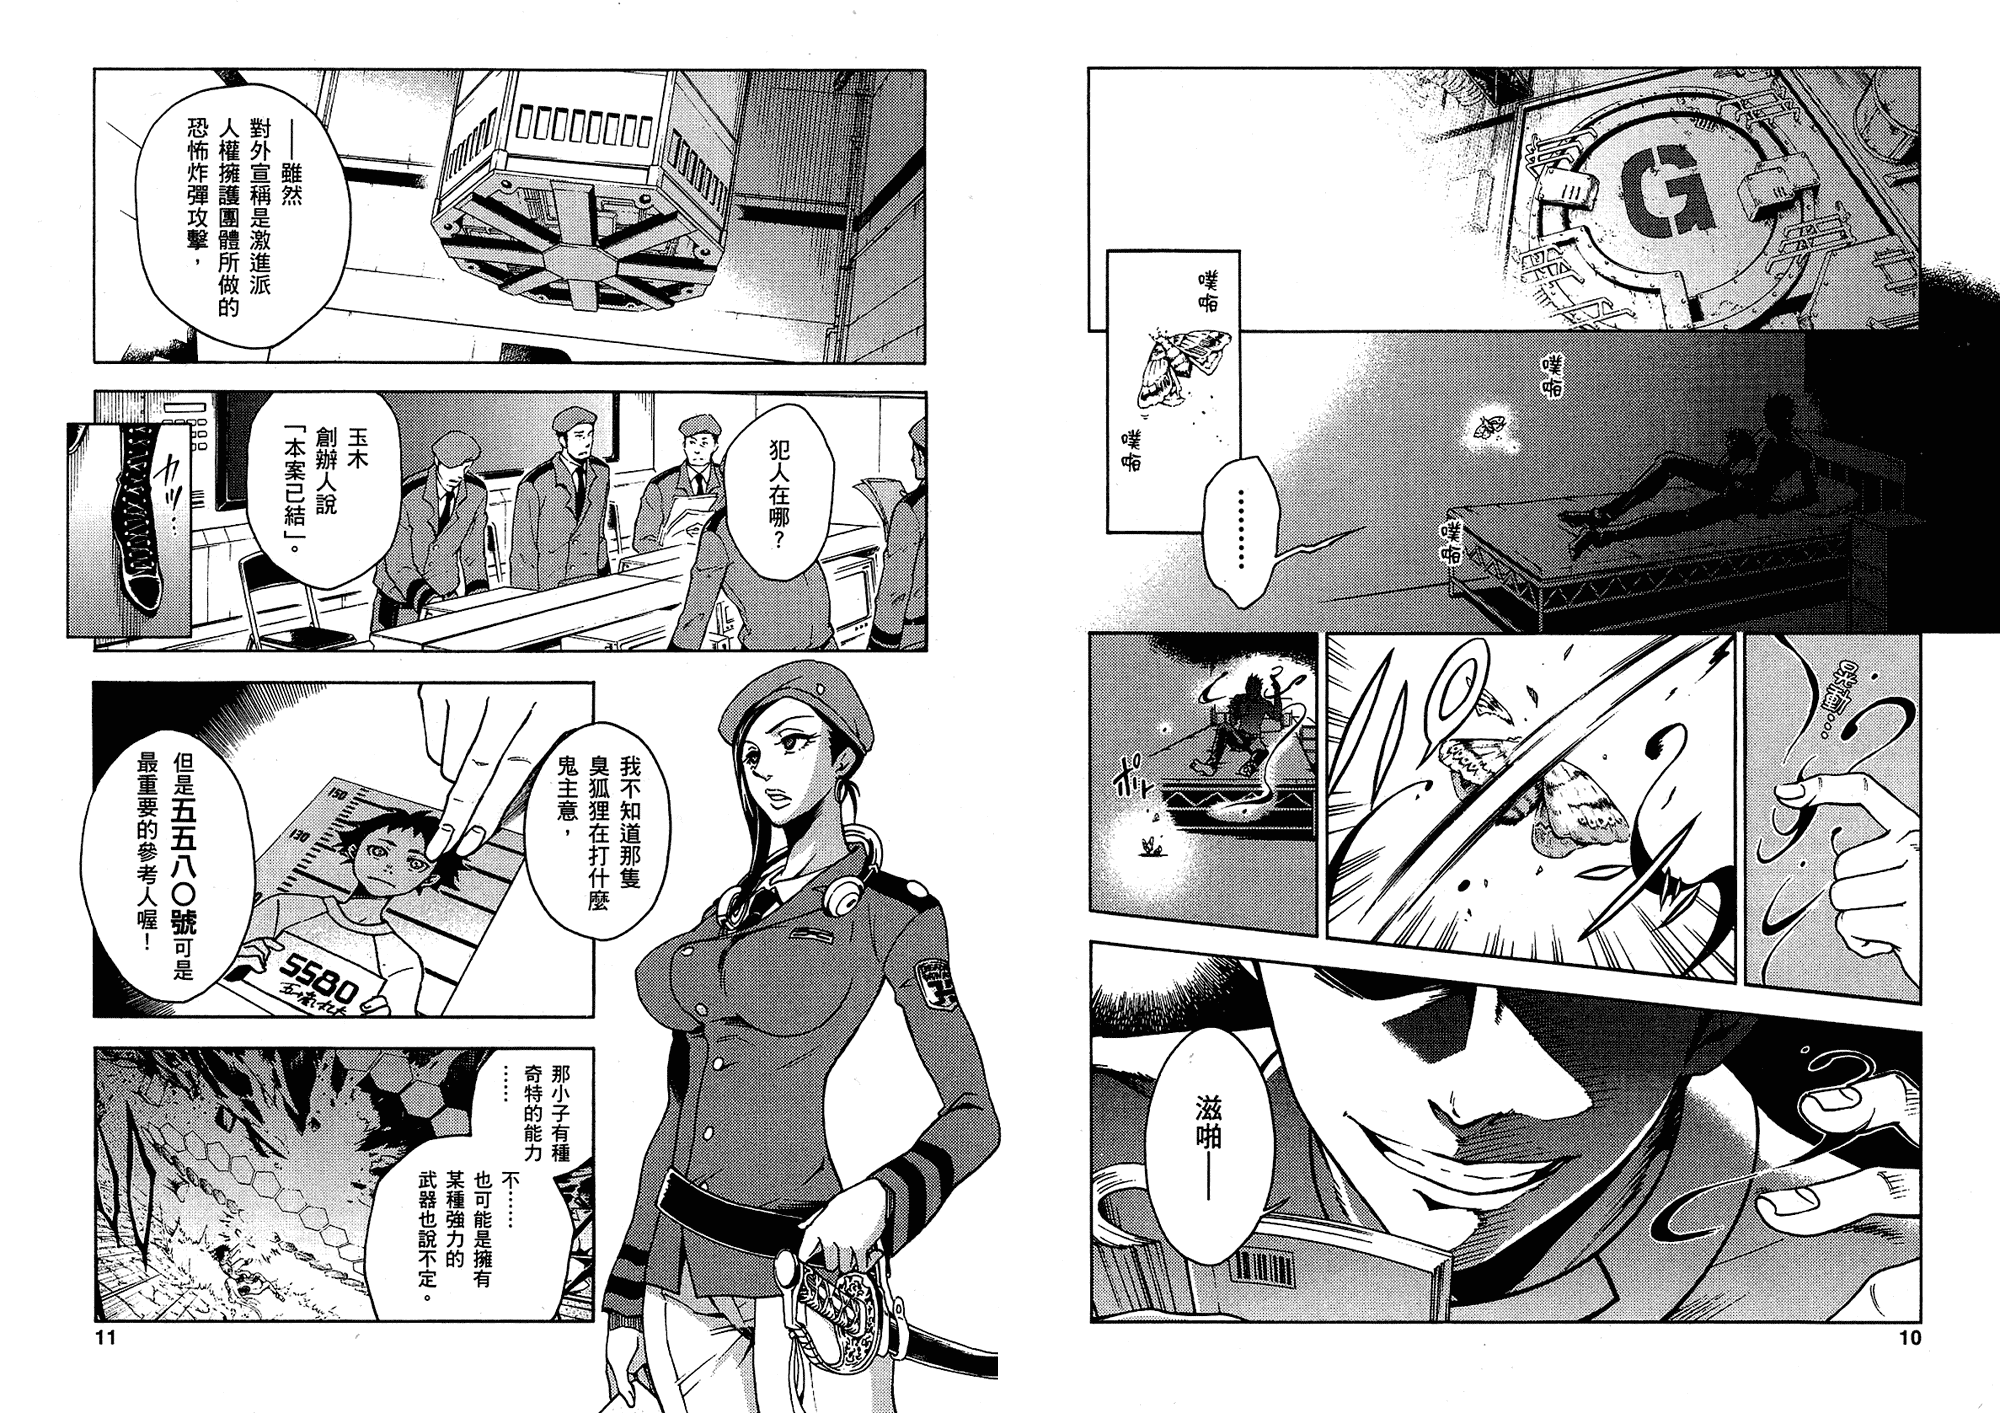 G
噗啪
噗啪
噗啪
噗啪
………
ポト
滋啪——
10
——雖然
對外宣稱是激進派
人權擁護團體所做的
恐怖炸彈攻擊，
犯人在哪？
玉木
創辦人說
「本案已結」。
カッ…
我不知道那隻
臭狐狸在打什麼
鬼主意，
但是五五八〇號可是
最重要的參考人喔！
150
130
5580
那小子有種
奇特的能力
……
不……
也可能是擁有
某種強力的
武器也說不定。
11